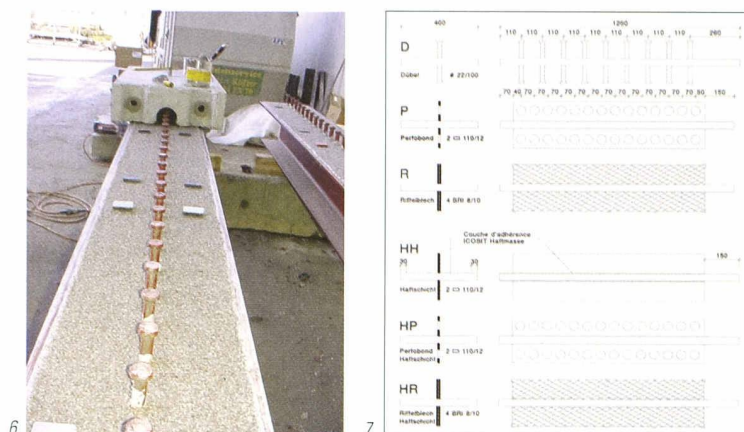 400
1260
110 110 110 110 110 110 110 110 110 260
D
Dübel ø 22/100
70 40 70 70 70 70 70 70 70 70 70 70 70 50 150
P
Perfobond 2 ▭ 110/12
R
Riffelblech 4 BRI 8/10
Couche d'adhérence
ICOBIT Haftmasse
HH
30 30
150
Haftschicht 2 ▭ 110/12
HP
Perfobond 2 ▭ 110/12
Haftschicht
HR
Riffelblech 4 BRI 8/10
Haftschicht
6
7